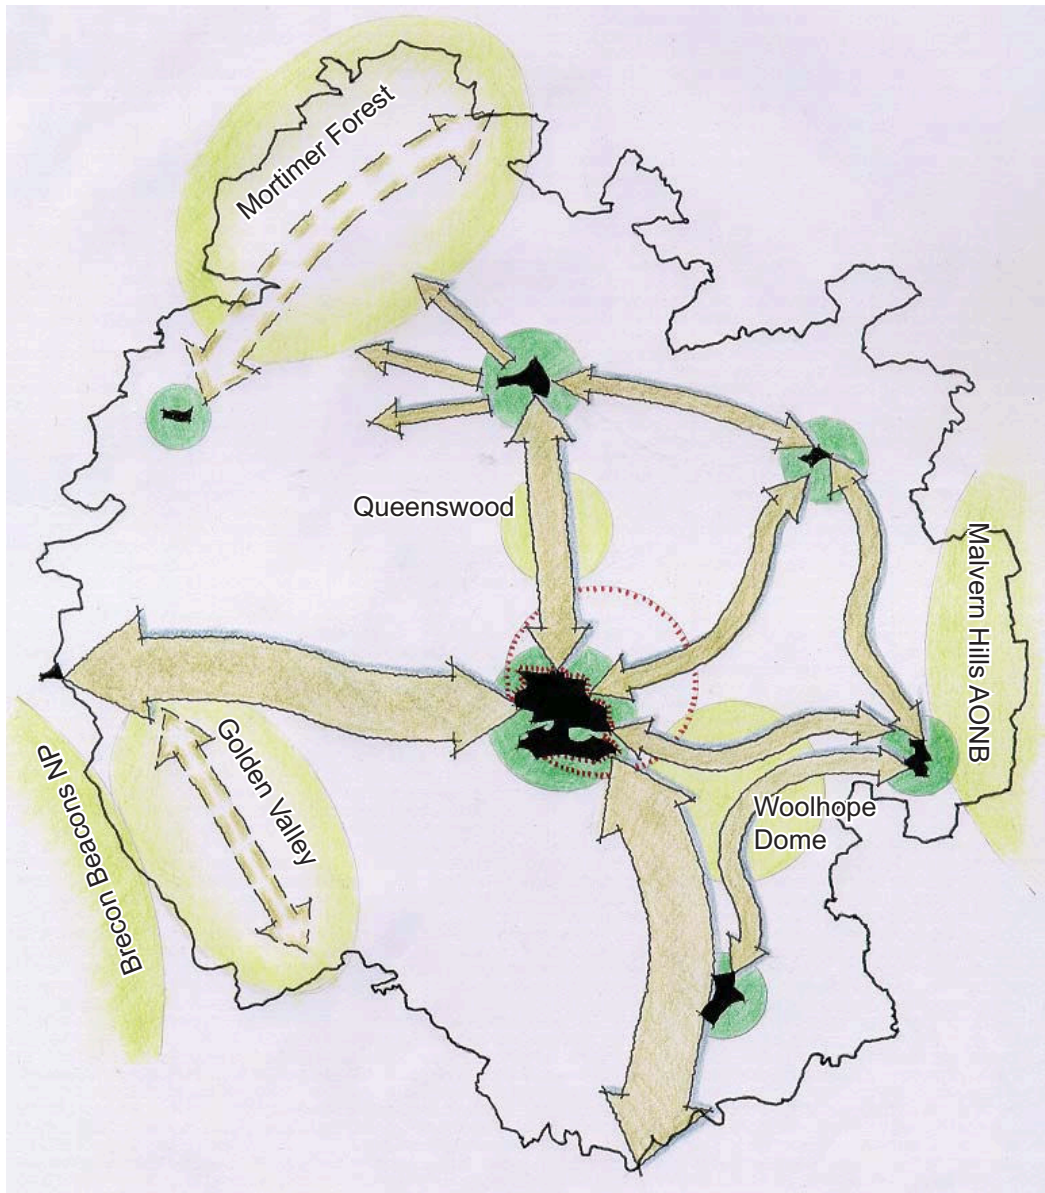 Mortimer Forest
Queenswood
Malvern Hills AONB
Golden Valley
Brecon Beacons NP
Woolhope
Dome